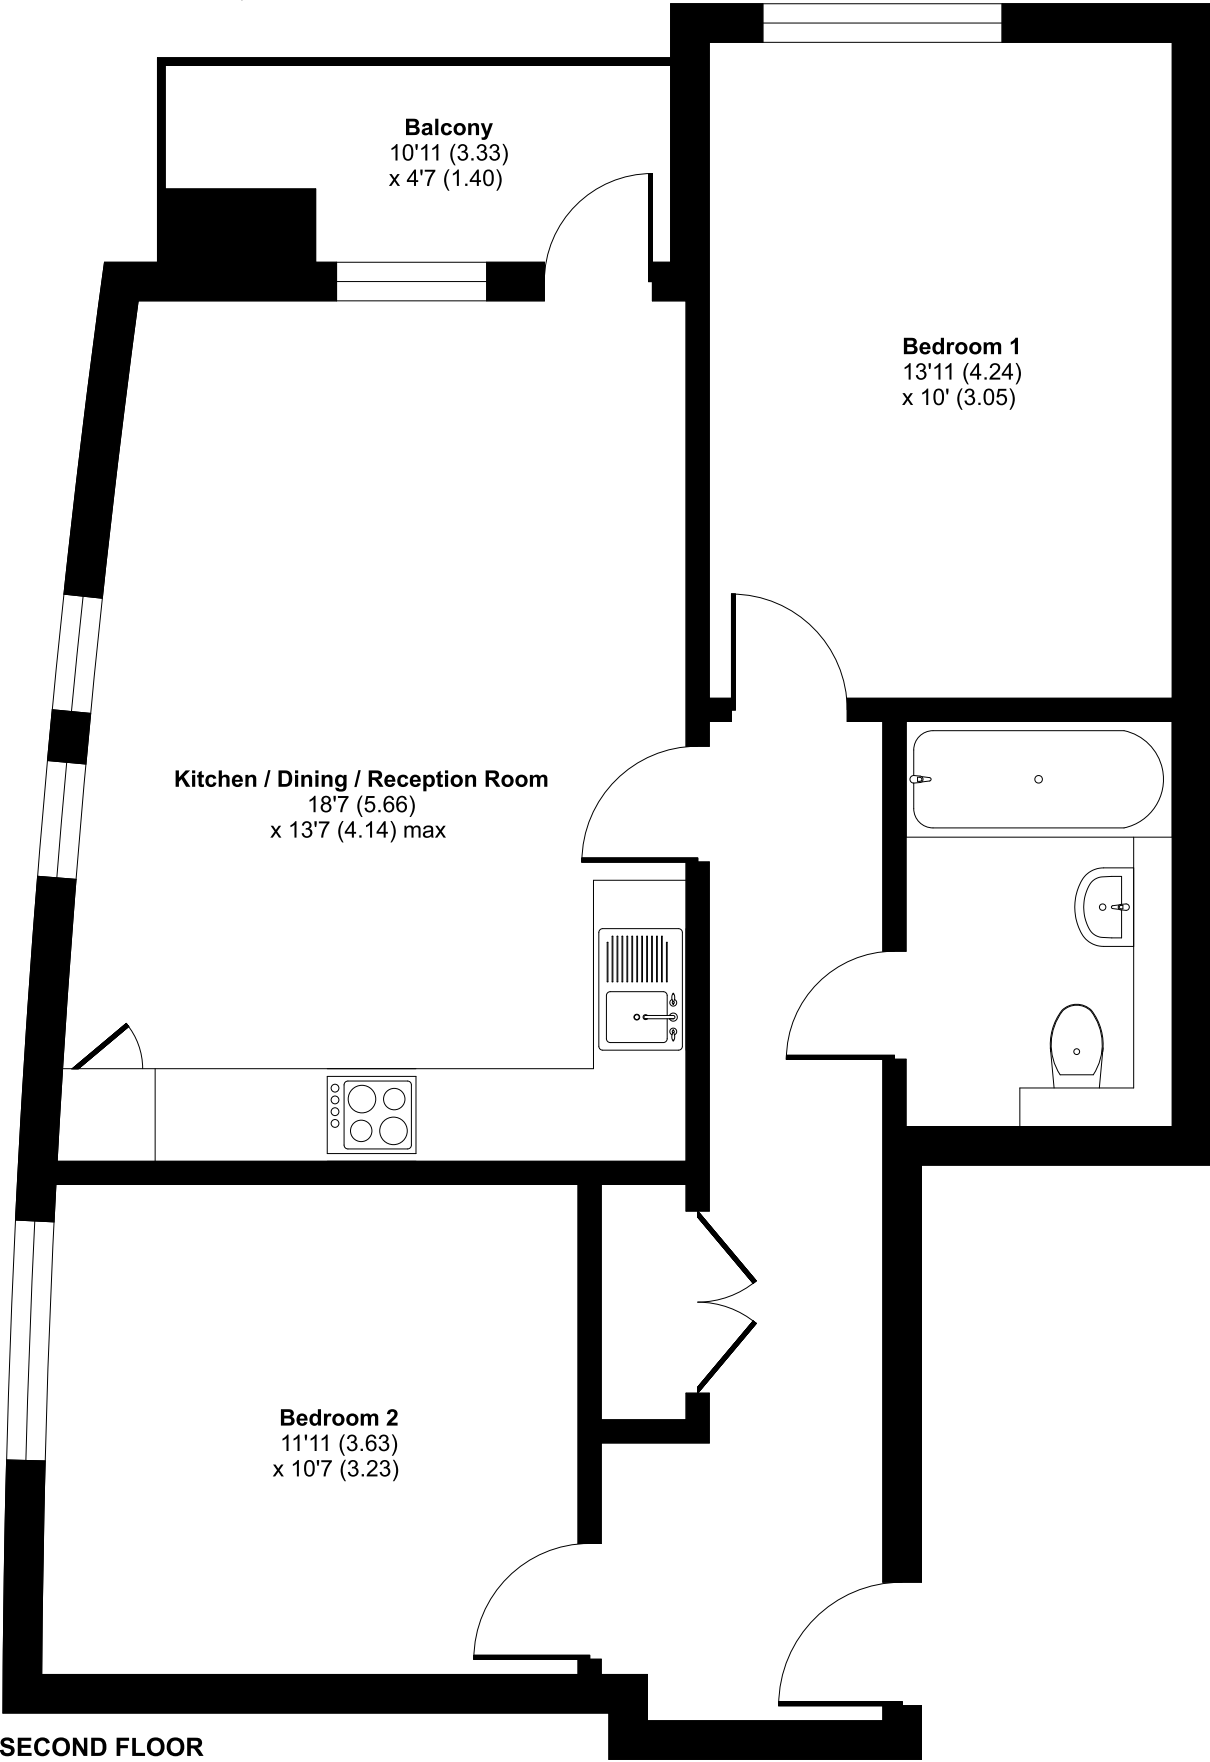 Balcony
10'11 (3.33)
x 4'7 (1.40)
Bedroom 1
13'11 (4.24)
x 10' (3.05)
Kitchen / Dining / Reception Room
18'7 (5.66)
x 13'7 (4.14) max
Bedroom 2
11'11 (3.63)
x 10'7 (3.23)
SECOND FLOOR